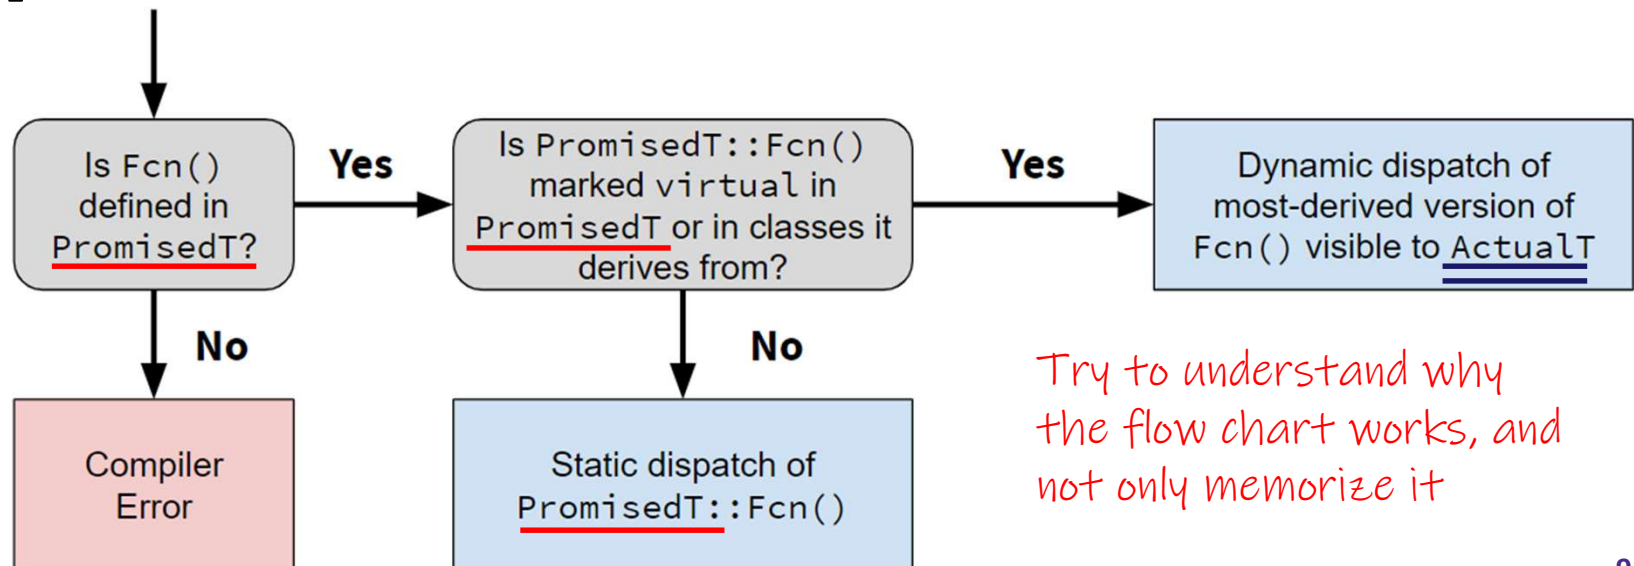 Is Fcn()
defined in
PromisedT?
Yes
Is PromisedT::Fcn()
marked virtual in
PromisedT or in classes it
derives from?
Yes
Dynamic dispatch of
most-derived version of
Fcn() visible to ActualT
No
No
Compiler
Error
Static dispatch of
PromisedT::Fcn()
Try to understand why
the flow chart works, and
not only memorize it